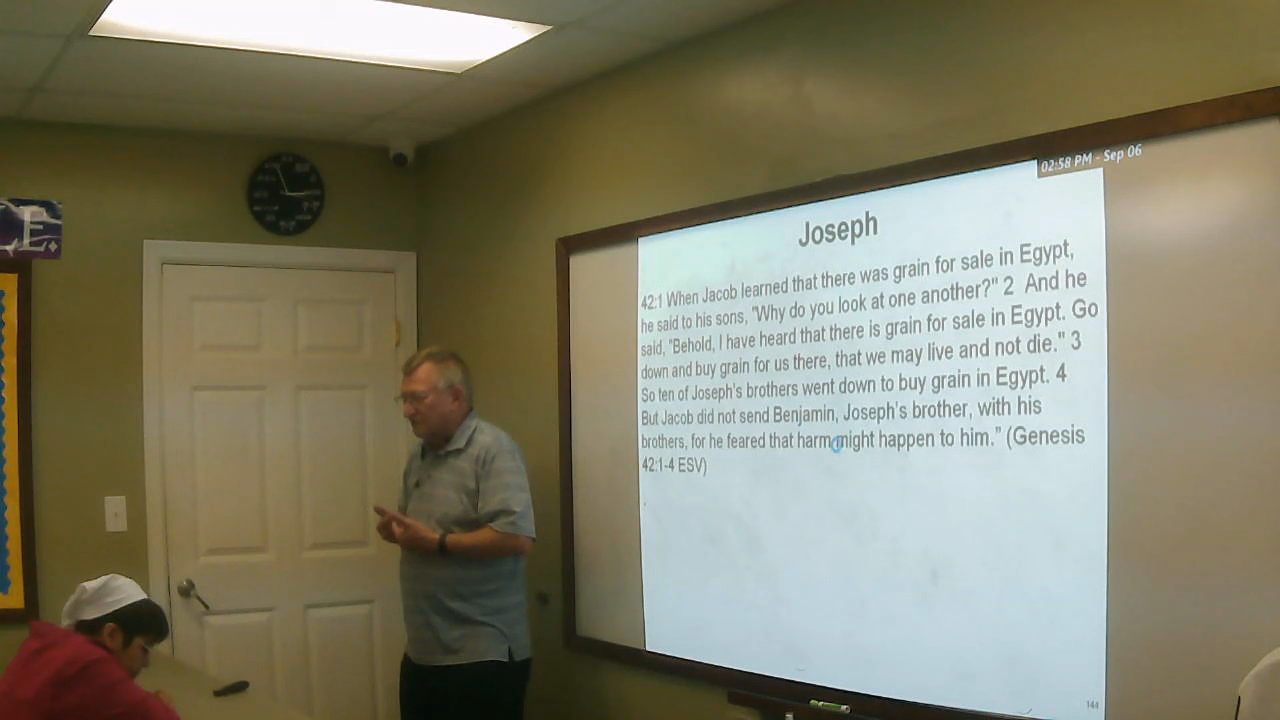 E.
02:58 PM - Sep 06
Joseph
42:1 When Jacob learned that there was grain for sale in Egypt,
he said to his sons, "Why do you look at one another?" 2 And he
said, "Behold, I have heard that there is grain for sale in Egypt. Go
down and buy grain for us there, that we may live and not die." 3
So ten of Joseph's brothers went down to buy grain in Egypt. 4
But Jacob did not send Benjamin, Joseph's brother, with his
brothers, for he feared that harm might happen to him." (Genesis
42:1-4 ESV)
144